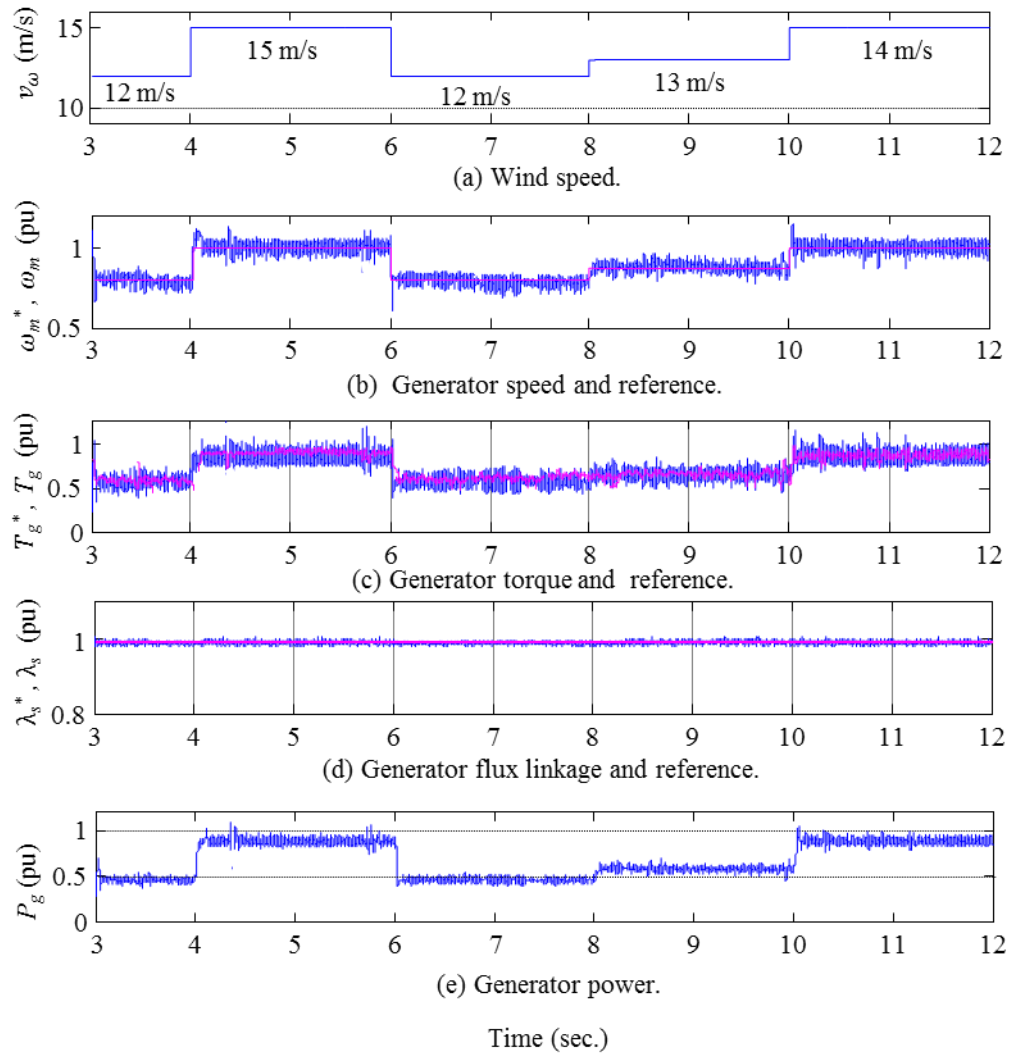 v_ω (m/s)
15
10
12 m/s
15 m/s
12 m/s
13 m/s
14 m/s
3 4 5 6 7 8 9 10 11 12
(a) Wind speed.
ω_m* , ω_m (pu)
1
0.5
3 4 5 6 7 8 9 10 11 12
(b) Generator speed and reference.
T_g* , T_g (pu)
1
0.5
0
3 4 5 6 7 8 9 10 11 12
(c) Generator torque and reference.
λ_s* , λ_s (pu)
1
0.8
3 4 5 6 7 8 9 10 11 12
(d) Generator flux linkage and reference.
P_g (pu)
1
0.5
0
3 4 5 6 7 8 9 10 11 12
(e) Generator power.
Time (sec.)